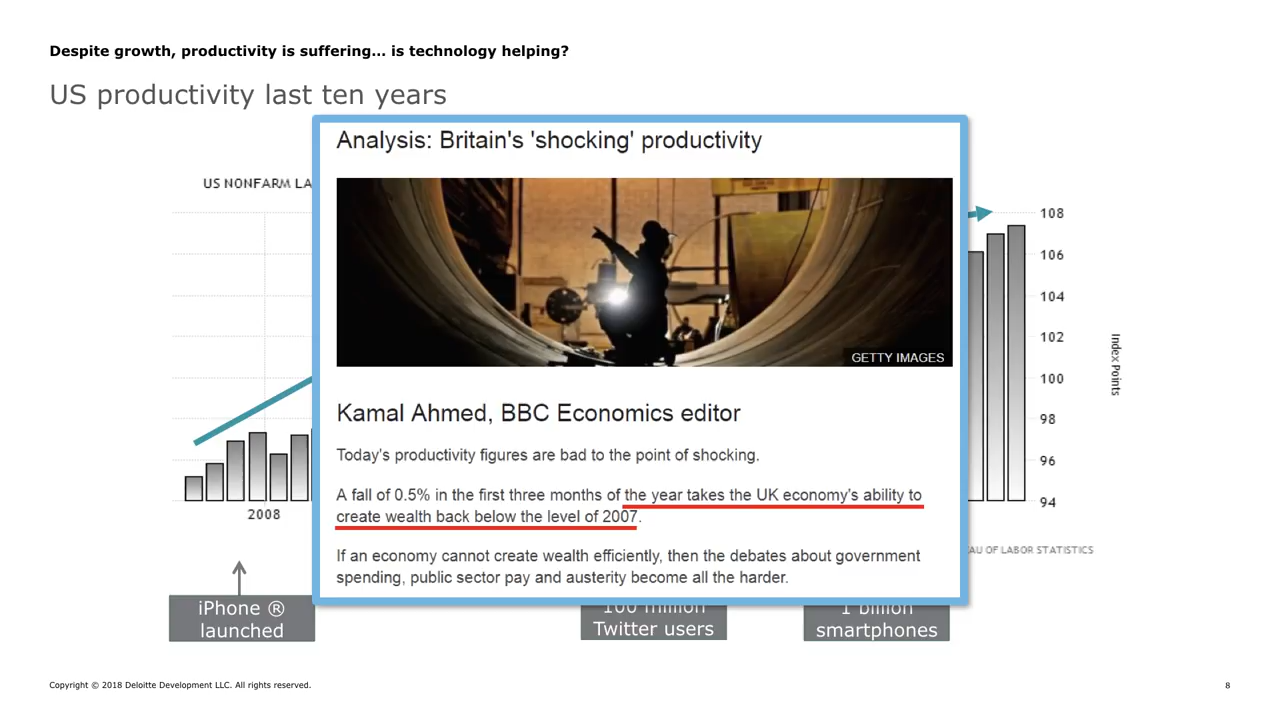 Despite growth, productivity is suffering... is technology helping?
US productivity last ten years
Analysis: Britain's 'shocking' productivity
US NONFARM
GETTY IMAGES
108
106
104
102
100
98
96
94
Index Points
Kamal Ahmed, BBC Economics editor
Today's productivity figures are bad to the point of shocking.
A fall of 0.5% in the first three months of the year takes the UK economy's ability to
create wealth back below the level of 2007.
If an economy cannot create wealth efficiently, then the debates about government
spending, public sector pay and austerity become all the harder.
2008
OF LABOR STATISTICS
iPhone ®
launched
100 million
Twitter users
1 billion
smartphones
Copyright © 2018 Deloitte Development LLC. All rights reserved.
8